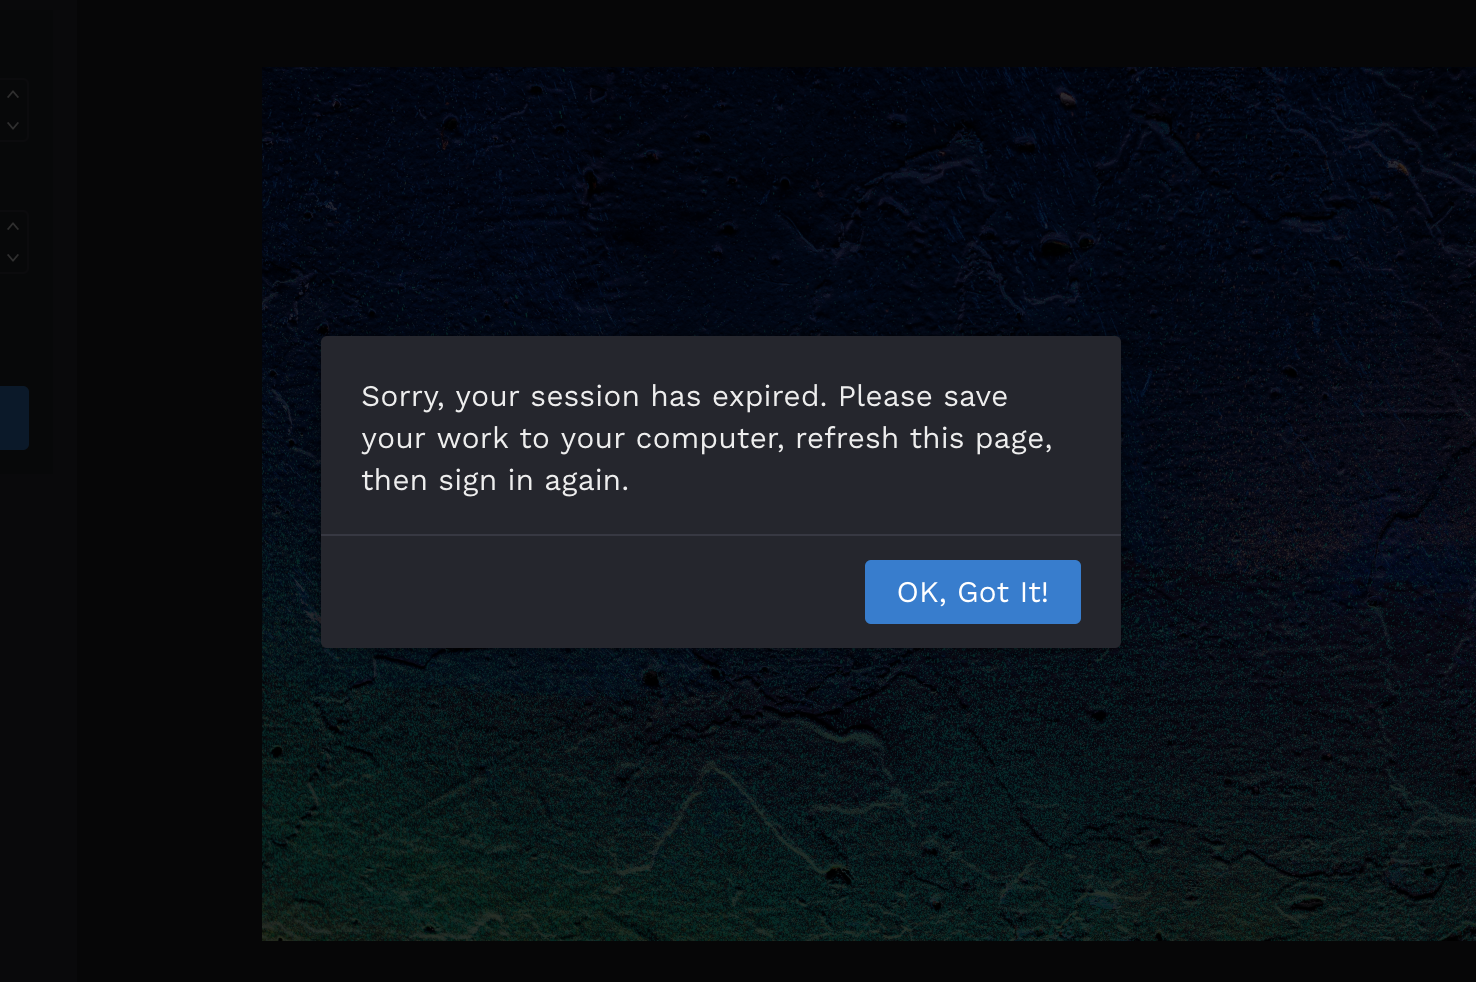 Sorry, your session has expired. Please save
your work to your computer, refresh this page,
then sign in again.
OK, Got It!